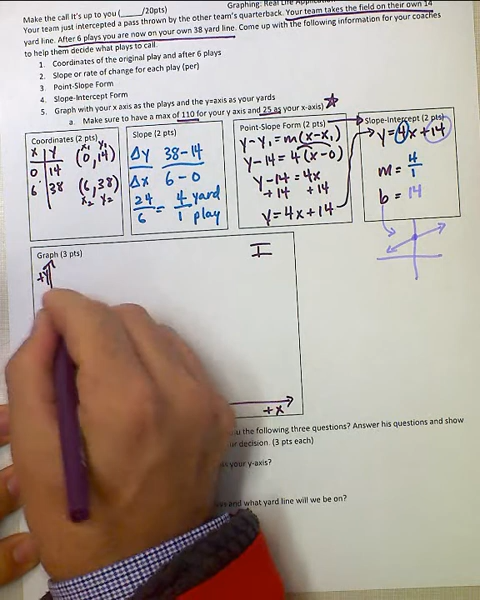 Graphing: Real Life
Make the call It's up to you (______/20pts)
Your team just intercepted a pass thrown by the other team's quarterback. Your team takes the field on their own 14
yard line. After 6 plays you are now on your own 38 yard line. Come up with the following information for your coaches
to help them decide what plays to call.
1. Coordinates of the original play and after 6 plays
2. Slope or rate of change for each play (per)
3. Point-Slope Form
4. Slope-Intercept Form
5. Graph with your x axis as the plays and the y=axis as your yards
a. Make sure to have a max of 110 for your y axis and 25 as your x-axis)
Coordinates (2 pts)
x y
0 14
6 38
x₁ y₁
(0,14)
(6,38)
x₂ y₂
Slope (2 pts)
Δy 38-14
Δx 6-0
24 = 4 yard
6 1 play
Point-Slope Form (2 pts)
y-y₁=m(x-x₁)
y-14=4(x-0)
y-14=4x
+14 +14
y=4x+14
Slope-Intercept (2 pts)
y=4x+14
m=4/1
b=14
Graph (3 pts)
I
+y
+x
u the following three questions? Answer his questions and show
ur decision. (3 pts each)
as your y-axis?
and what yard line will we be on?